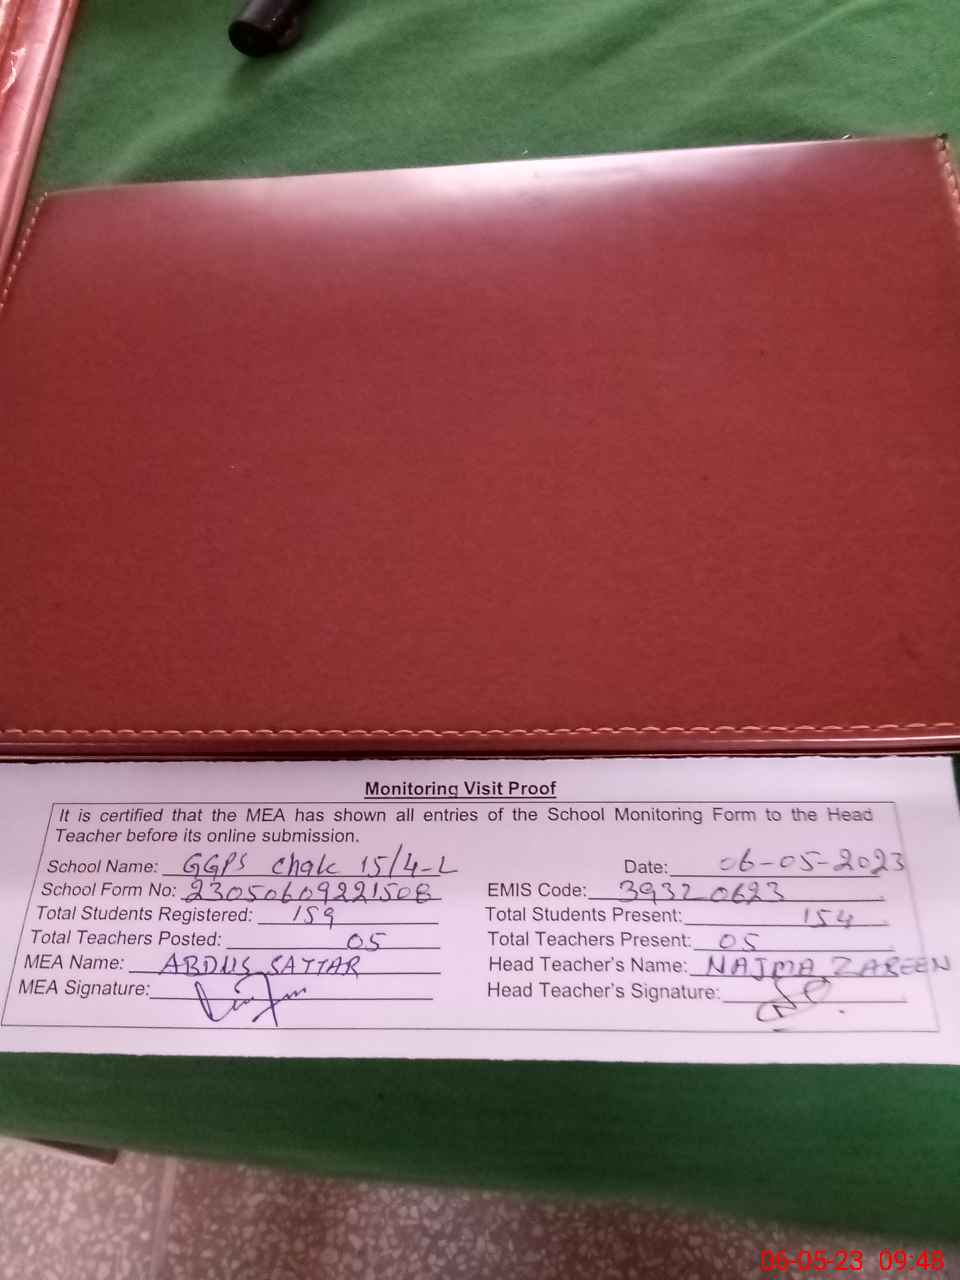 Monitoring Visit Proof
It is certified that the MEA has shown all entries of the School Monitoring Form to the Head
Teacher before its online submission.
School Name: GGPS Chak 15/4-L Date: 06-05-2023
School Form No: 23050609221508 EMIS Code: 39320623
Total Students Registered: 159 Total Students Present: 154
Total Teachers Posted: 05 Total Teachers Present: 05
MEA Name: ABDUS SATTAR Head Teacher's Name: NAJMA ZAREEN
MEA Signature: Head Teacher's Signature:
06-05-23 09:48